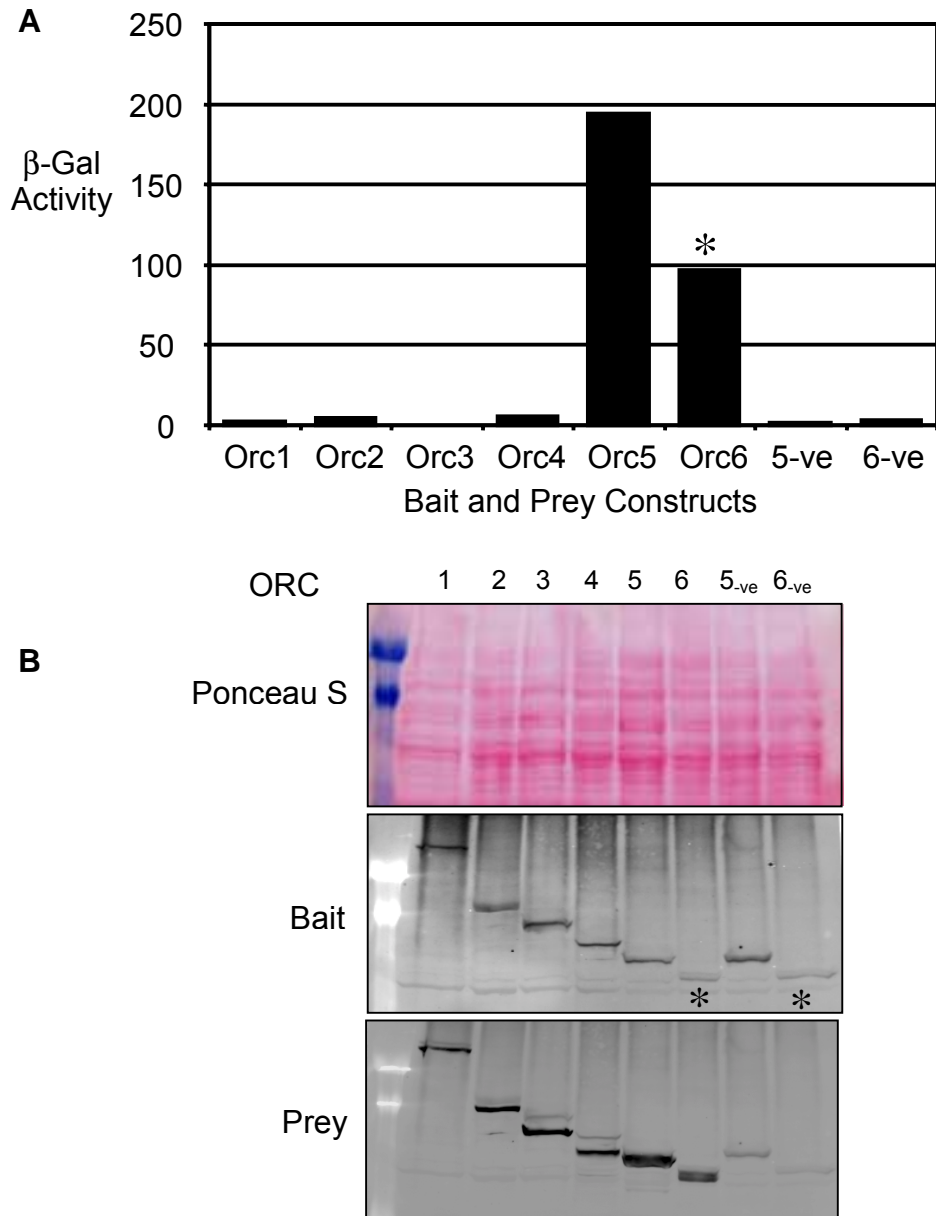 A
250
200
150
100
50
0
β-Gal
Activity
*
Orc1 Orc2 Orc3 Orc4 Orc5 Orc6 5-ve 6-ve
Bait and Prey Constructs
ORC 1 2 3 4 5 6 5-ve 6-ve
B
Ponceau S
Bait
* *
Prey